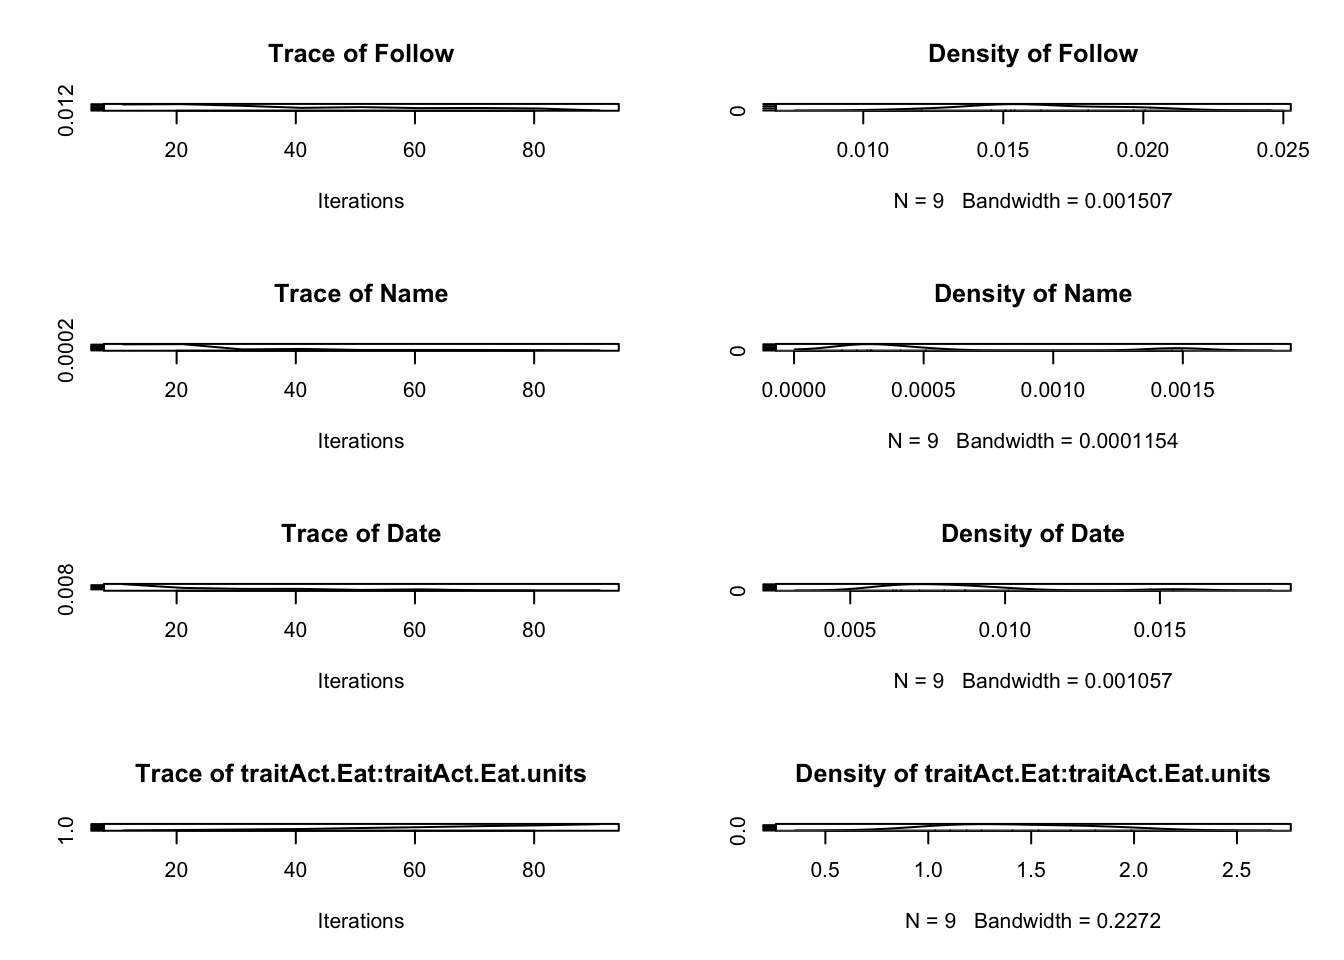 Trace of Follow
0.012
20 40 60 80
Iterations
Density of Follow
0
0.010 0.015 0.020 0.025
N = 9 Bandwidth = 0.001507
Trace of Name
0.0002
20 40 60 80
Iterations
Density of Name
0
0.0000 0.0005 0.0010 0.0015
N = 9 Bandwidth = 0.0001154
Trace of Date
0.008
20 40 60 80
Iterations
Density of Date
0
0.005 0.010 0.015
N = 9 Bandwidth = 0.001057
Trace of traitAct.Eat:traitAct.Eat.units
1.0
20 40 60 80
Iterations
Density of traitAct.Eat:traitAct.Eat.units
0.0
0.5 1.0 1.5 2.0 2.5
N = 9 Bandwidth = 0.2272